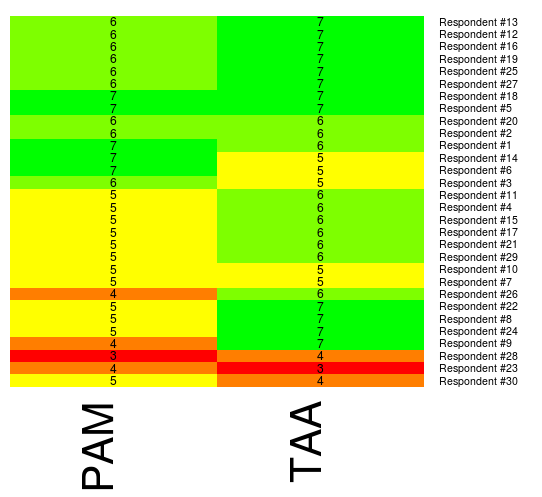 6 7 Respondent #13
6 7 Respondent #12
6 7 Respondent #16
6 7 Respondent #19
6 7 Respondent #25
6 7 Respondent #27
7 7 Respondent #18
7 7 Respondent #5
6 6 Respondent #20
6 6 Respondent #2
7 6 Respondent #1
7 5 Respondent #14
7 5 Respondent #6
6 5 Respondent #3
5 6 Respondent #11
5 6 Respondent #4
5 6 Respondent #15
5 6 Respondent #17
5 6 Respondent #21
5 6 Respondent #29
5 5 Respondent #10
5 5 Respondent #7
4 6 Respondent #26
5 7 Respondent #22
5 7 Respondent #8
5 7 Respondent #24
4 7 Respondent #9
3 4 Respondent #28
4 3 Respondent #23
5 4 Respondent #30
PAM TAA